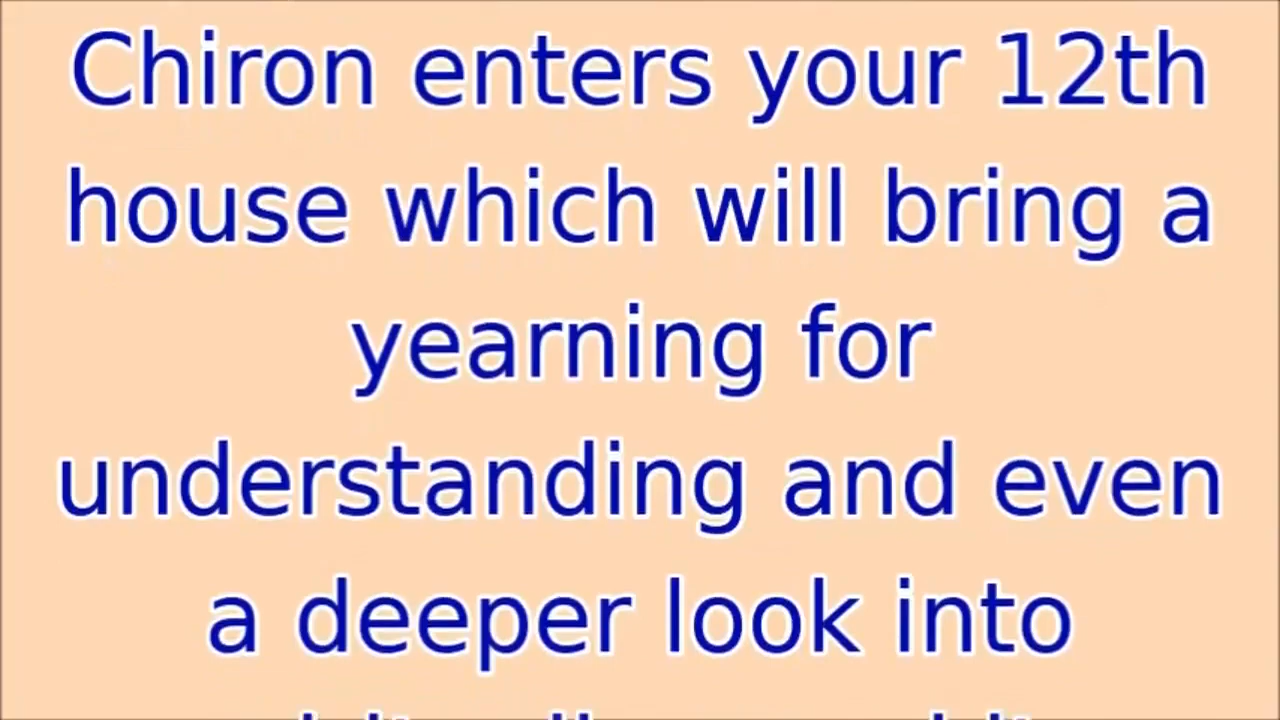 Chiron enters your 12th
house which will bring a
yearning for
understanding and even
a deeper look into